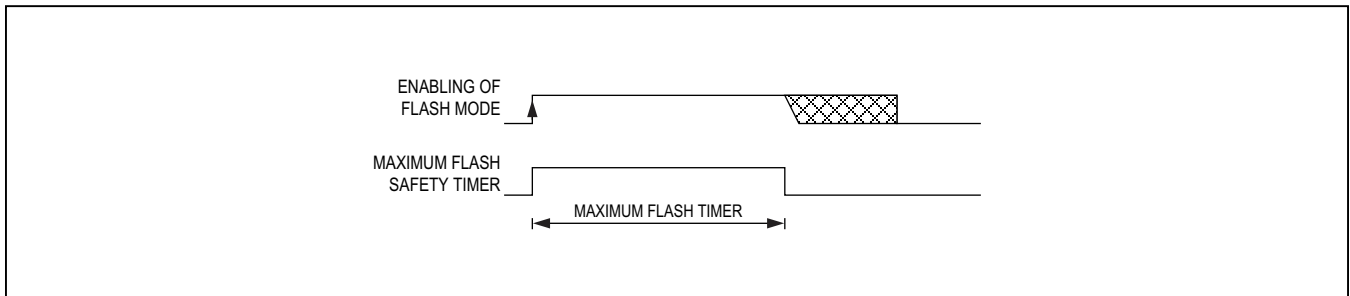 ENABLING OF
FLASH MODE
MAXIMUM FLASH
SAFETY TIMER
MAXIMUM FLASH TIMER